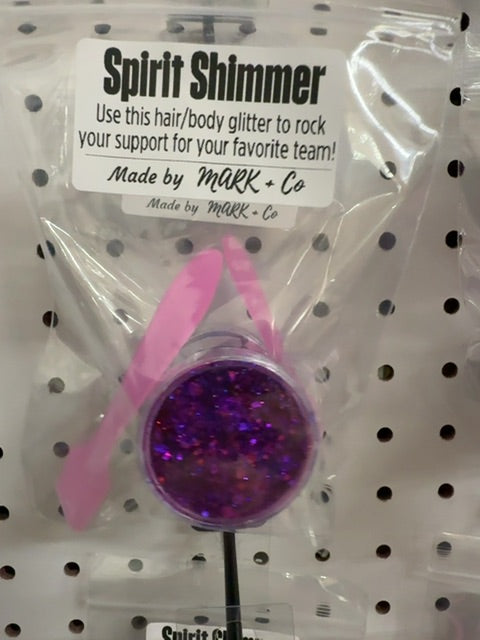 Spirit Shimmer
Use this hair/body glitter to rock
your support for your favorite team!
Made by MARK + Co
Made by MARK + Co
Spirit